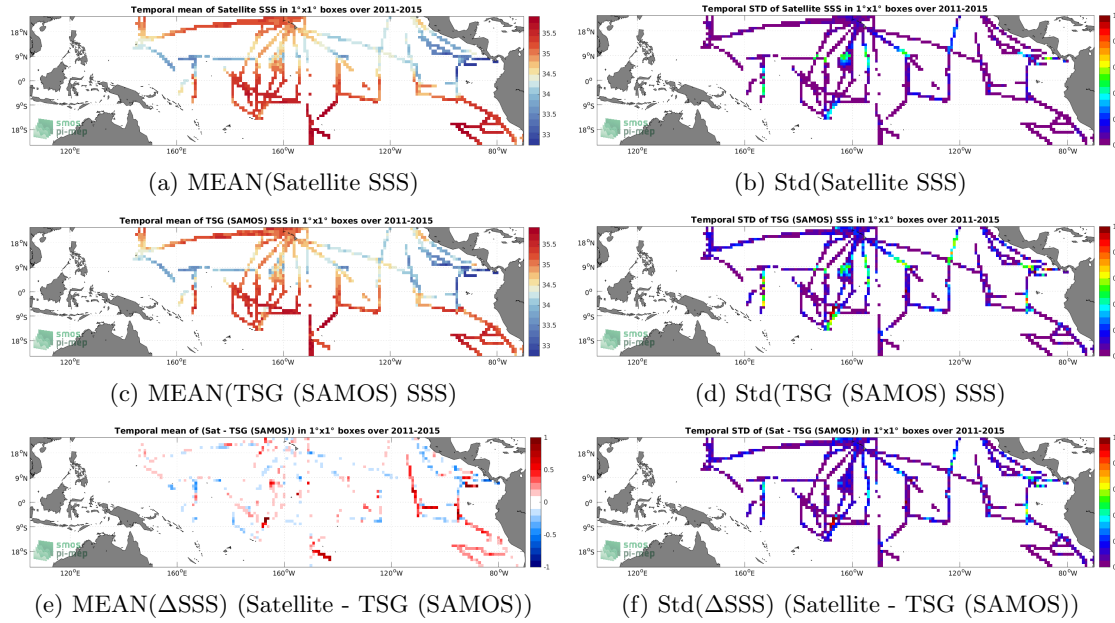 Temporal mean of Satellite SSS in 1°x1° boxes over 2011-2015
18°N
9°N
0°
9°S
18°S
120°E
160°E
160°W
120°W
80°W
35.5
35
34.5
34
33.5
33
smos
pi-mep
(a) MEAN(Satellite SSS)
Temporal STD of Satellite SSS in 1°x1° boxes over 2011-2015
18°N
9°N
0°
9°S
18°S
120°E
160°E
160°W
120°W
80°W
smos
pi-mep
(b) Std(Satellite SSS)
Temporal mean of TSG (SAMOS) SSS in 1°x1° boxes over 2011-2015
18°N
9°N
0°
9°S
18°S
120°E
160°E
160°W
120°W
80°W
35.5
35
34.5
34
33.5
33
smos
pi-mep
(c) MEAN(TSG (SAMOS) SSS)
Temporal STD of TSG (SAMOS) SSS in 1°x1° boxes over 2011-2015
18°N
9°N
0°
9°S
18°S
120°E
160°E
160°W
120°W
80°W
smos
pi-mep
(d) Std(TSG (SAMOS) SSS)
Temporal mean of (Sat - TSG (SAMOS)) in 1°x1° boxes over 2011-2015
18°N
9°N
0°
9°S
18°S
120°E
160°E
160°W
120°W
80°W
1
0.5
0
-0.5
-1
smos
pi-mep
(e) MEAN(ΔSSS) (Satellite - TSG (SAMOS))
Temporal STD of (Sat - TSG (SAMOS)) in 1°x1° boxes over 2011-2015
18°N
9°N
0°
9°S
18°S
120°E
160°E
160°W
120°W
80°W
smos
pi-mep
(f) Std(ΔSSS) (Satellite - TSG (SAMOS))